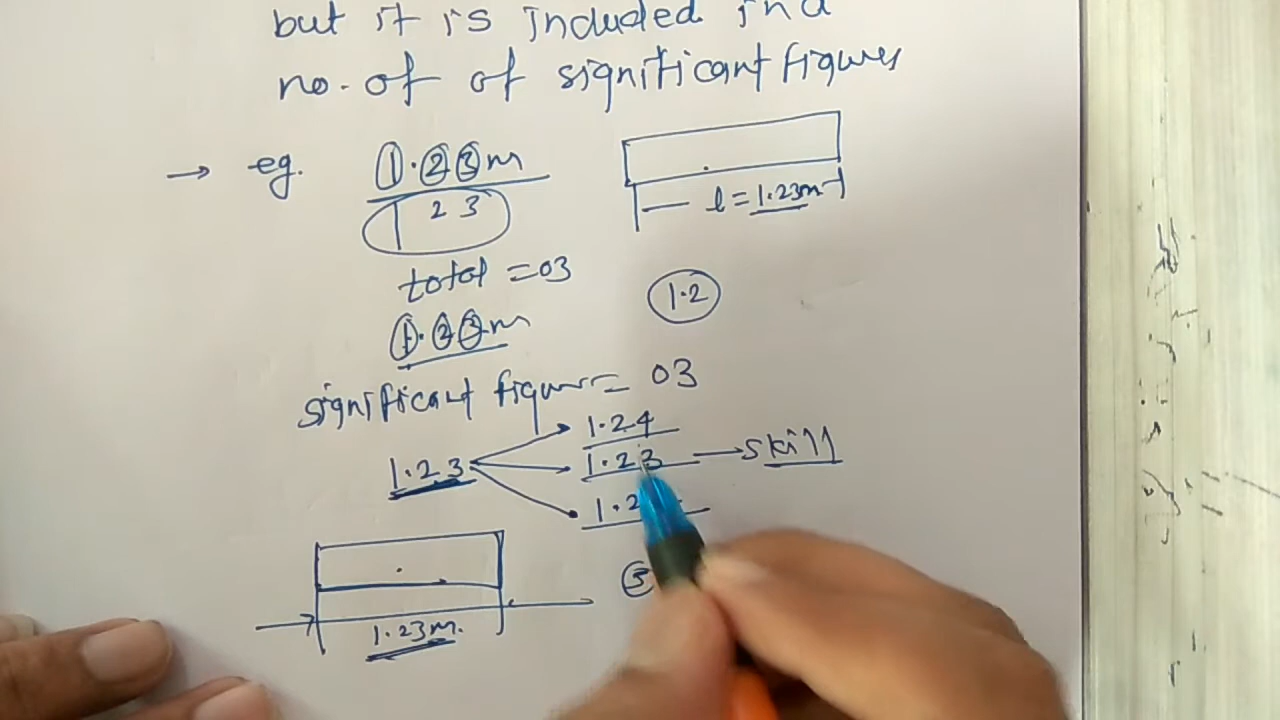 but it is included in a
no. of of significant figures
→ eg. 1.23m
l = 1.23m
1 2 3
total = 03
1.2
1.23m
significant figure = 03
1.24
1.23 1.23 → skill
1.2
3
1.23m.